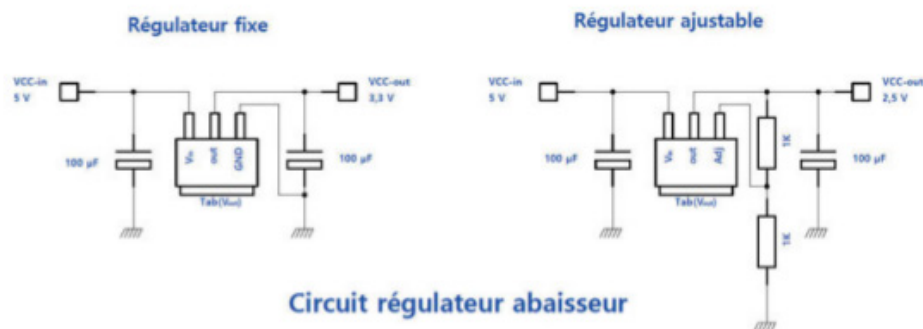 Régulateur fixe
VCC-in
5 V
VCC-out
3,3 V
100 µF
Vin
out
GND
100 µF
Tab(Vout)
Régulateur ajustable
VCC-in
5 V
VCC-out
2,5 V
100 µF
Vin
out
Adj
1K
100 µF
Tab(Vout)
1K
Circuit régulateur abaisseur